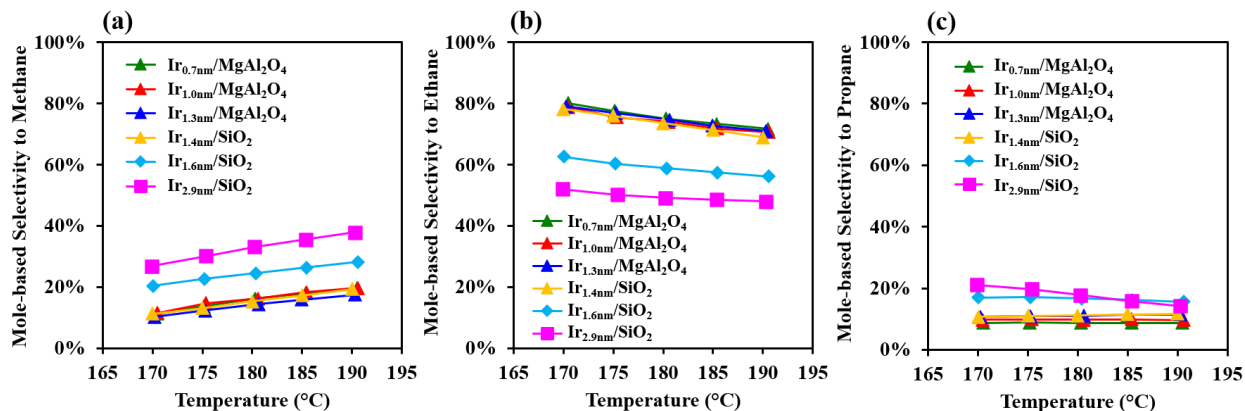 (a)
Mole-based Selectivity to Methane
100%
80%
60%
40%
20%
0%
Ir0.7nm/MgAl2O4
Ir1.0nm/MgAl2O4
Ir1.3nm/MgAl2O4
Ir1.4nm/SiO2
Ir1.6nm/SiO2
Ir2.9nm/SiO2
165 170 175 180 185 190 195
Temperature (°C)
(b)
Mole-based Selectivity to Ethane
100%
80%
60%
40%
20%
0%
Ir0.7nm/MgAl2O4
Ir1.0nm/MgAl2O4
Ir1.3nm/MgAl2O4
Ir1.4nm/SiO2
Ir1.6nm/SiO2
Ir2.9nm/SiO2
165 170 175 180 185 190 195
Temperature (°C)
(c)
Mole-based Selectivity to Propane
100%
80%
60%
40%
20%
0%
Ir0.7nm/MgAl2O4
Ir1.0nm/MgAl2O4
Ir1.3nm/MgAl2O4
Ir1.4nm/SiO2
Ir1.6nm/SiO2
Ir2.9nm/SiO2
165 170 175 180 185 190 195
Temperature (°C)